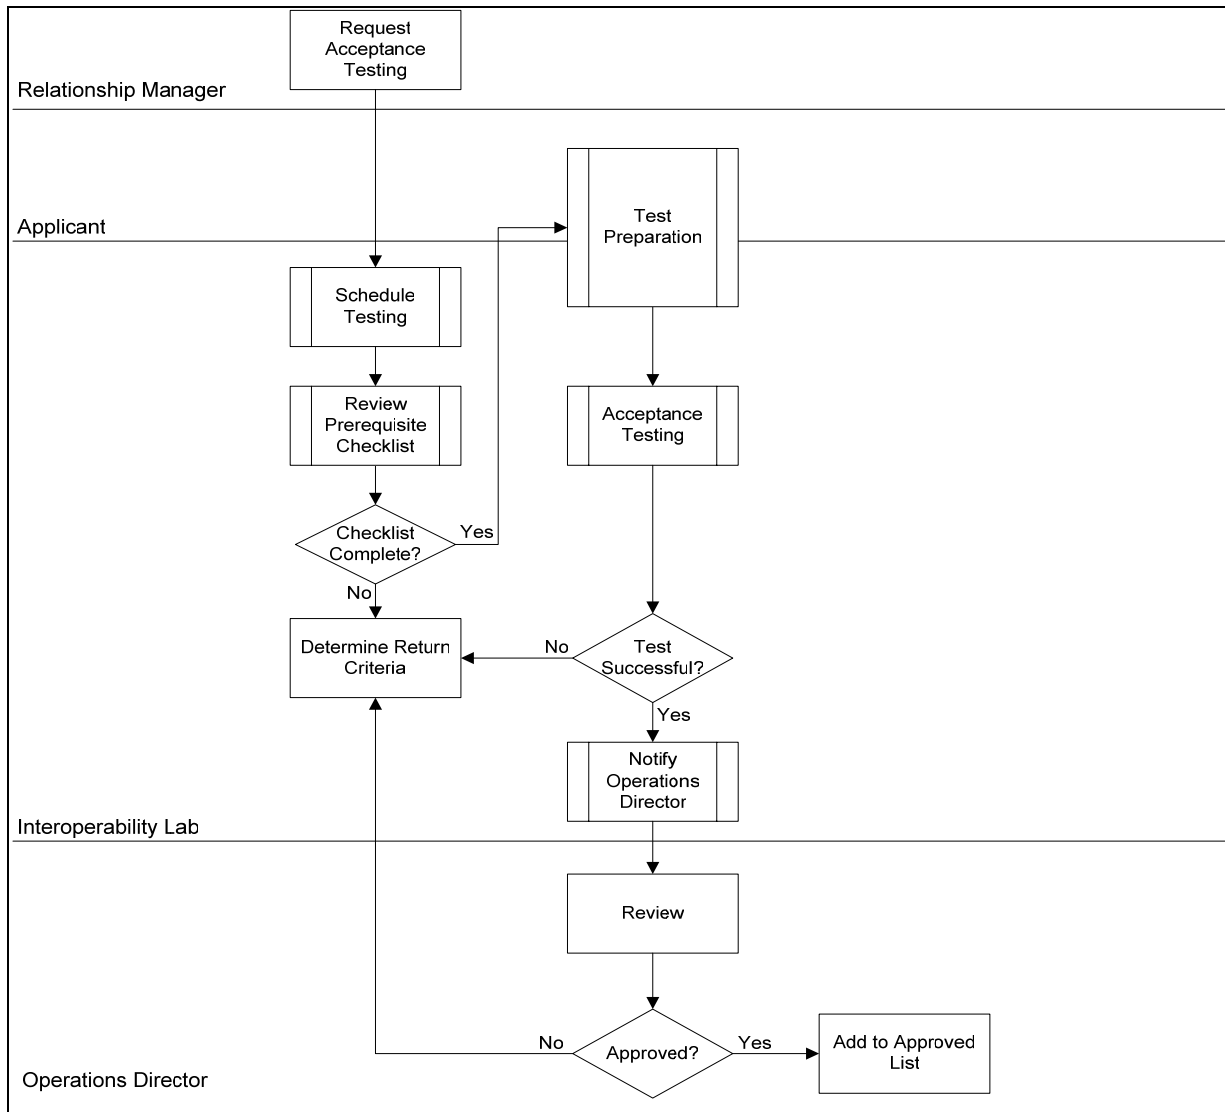 Request
Acceptance
Testing
Relationship Manager
Test
Preparation
Applicant
Schedule
Testing
Review
Prerequisite
Checklist
Acceptance
Testing
Checklist
Complete?
Yes
No
Determine Return
Criteria
No
Test
Successful?
Yes
Notify
Operations
Director
Interoperability Lab
Review
No
Approved?
Yes
Add to Approved
List
Operations Director